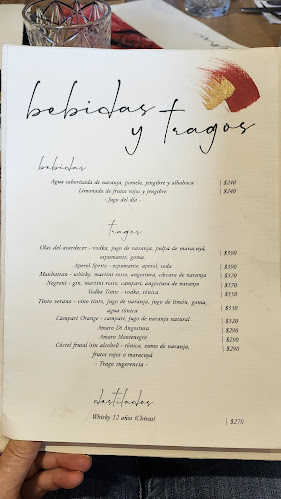 bebidas
y tragos
bebidas
Agua saborizada de naranja, pomelo, jengibre y albahaca | $240
Limonada de frutos rojos y jengibre | $240
- Jugo del día -
tragos
Olas del atardecer - vodka, jugo de naranja, pulpa de maracuyá, | $590
espumante, goma.
Aperol Spritz - espumante, aperol, soda | $390
Manhattan - whisky, martini rosso, angostura, cáscara de naranja | $570
Negroni - gin, martini rosso, campari, angostura de naranja | $570
Vodka Tonic - vodka, tónica | $550
Tinto verano - vino tinto, jugo de naranja, jugo de limón, goma, | $530
agua tónica
Campari Orange - campari, jugo de naranja natural | $520
Amaro Di Angostura | $290
Amaro Montenegro | $290
Cóctel frutal sin alcohol - tónica, zumo de naranja, | $290
frutos rojos o maracuyá
- Trago sugerencia -
destilados
Whisky 12 años (Chivas) | $270